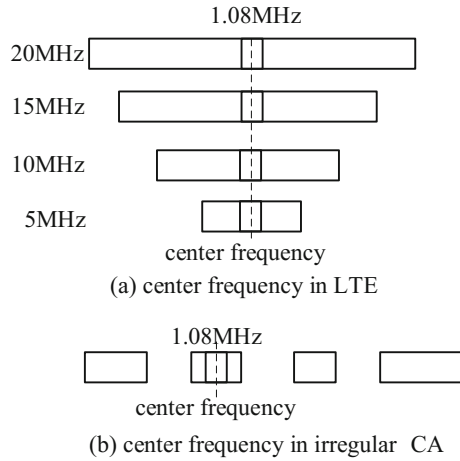 1.08MHz
20MHz
15MHz
10MHz
5MHz
center frequency
(a) center frequency in LTE
1.08MHz
center frequency
(b) center frequency in irregular CA